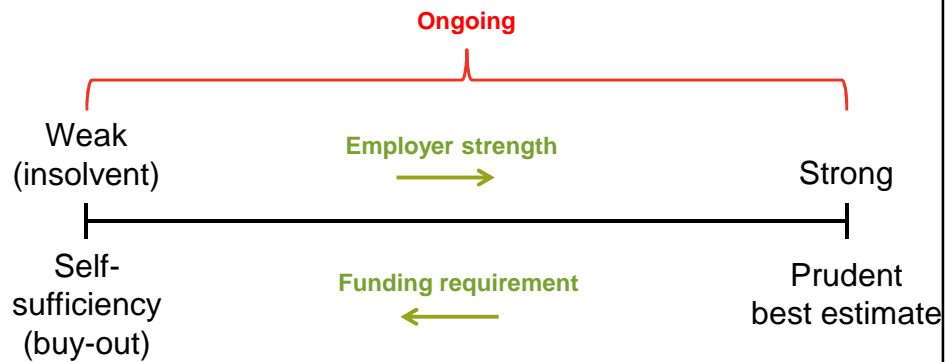 Ongoing
Weak
(insolvent)
Employer strength
Strong
Self-
sufficiency
(buy-out)
Funding requirement
Prudent
best estimate